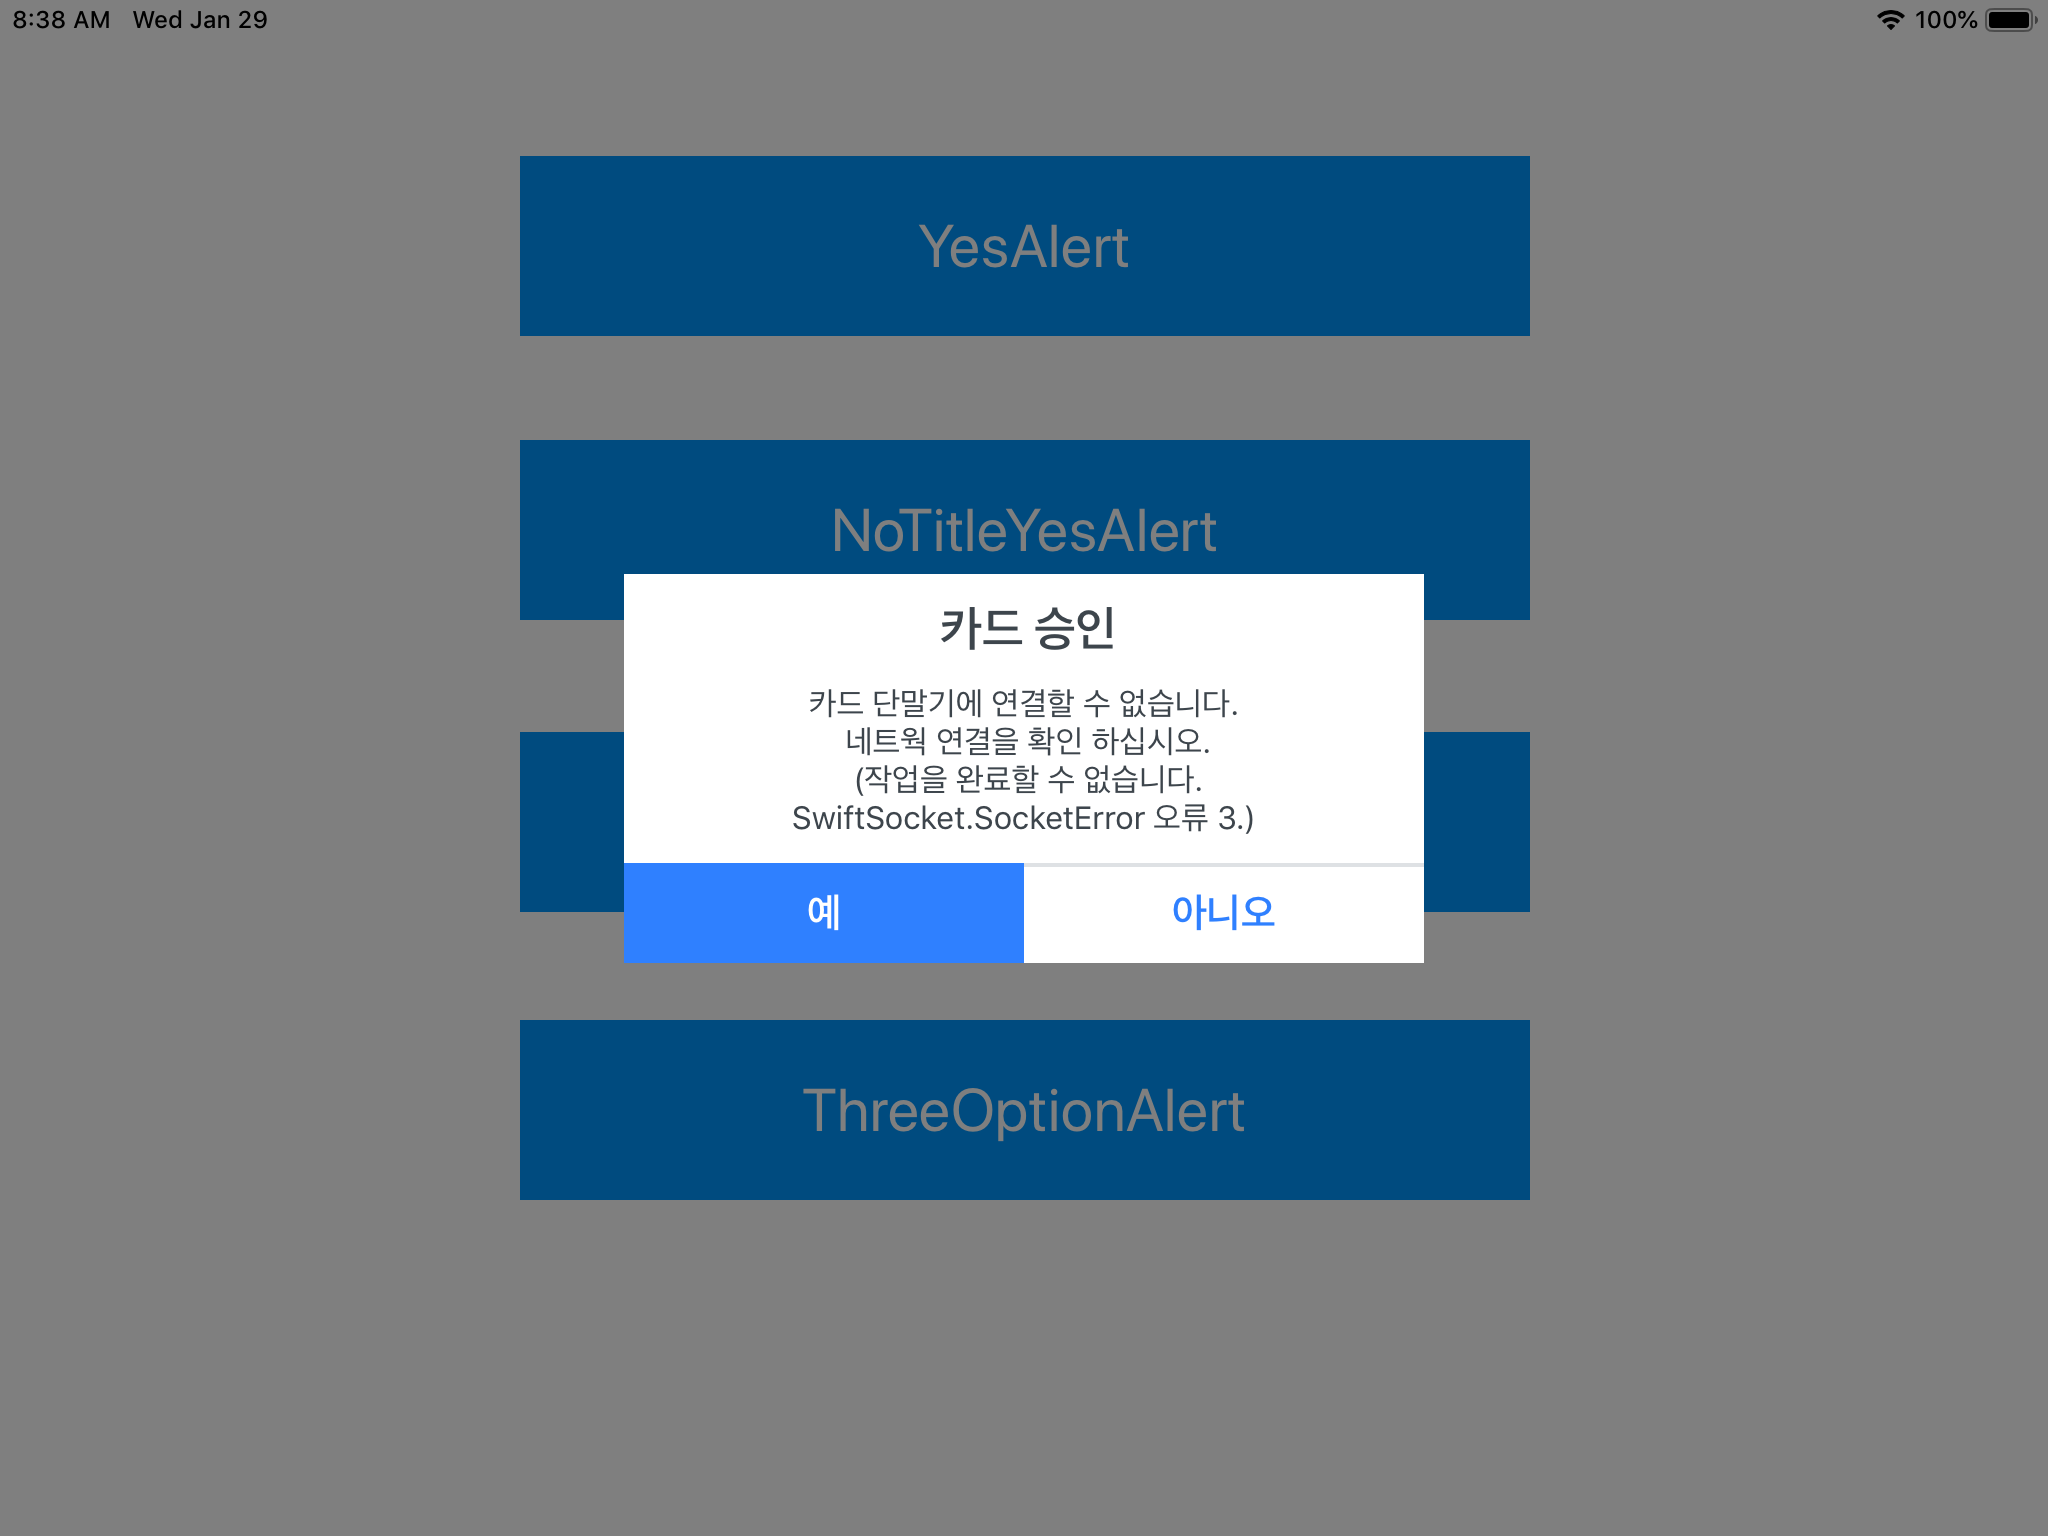 8:38 AM Wed Jan 29 100%
YesAlert
NoTitleYesAlert
카드 승인
카드 단말기에 연결할 수 없습니다.
네트웍 연결을 확인 하십시오.
(작업을 완료할 수 없습니다.
SwiftSocket.SocketError 오류 3.)
예 아니오
ThreeOptionAlert